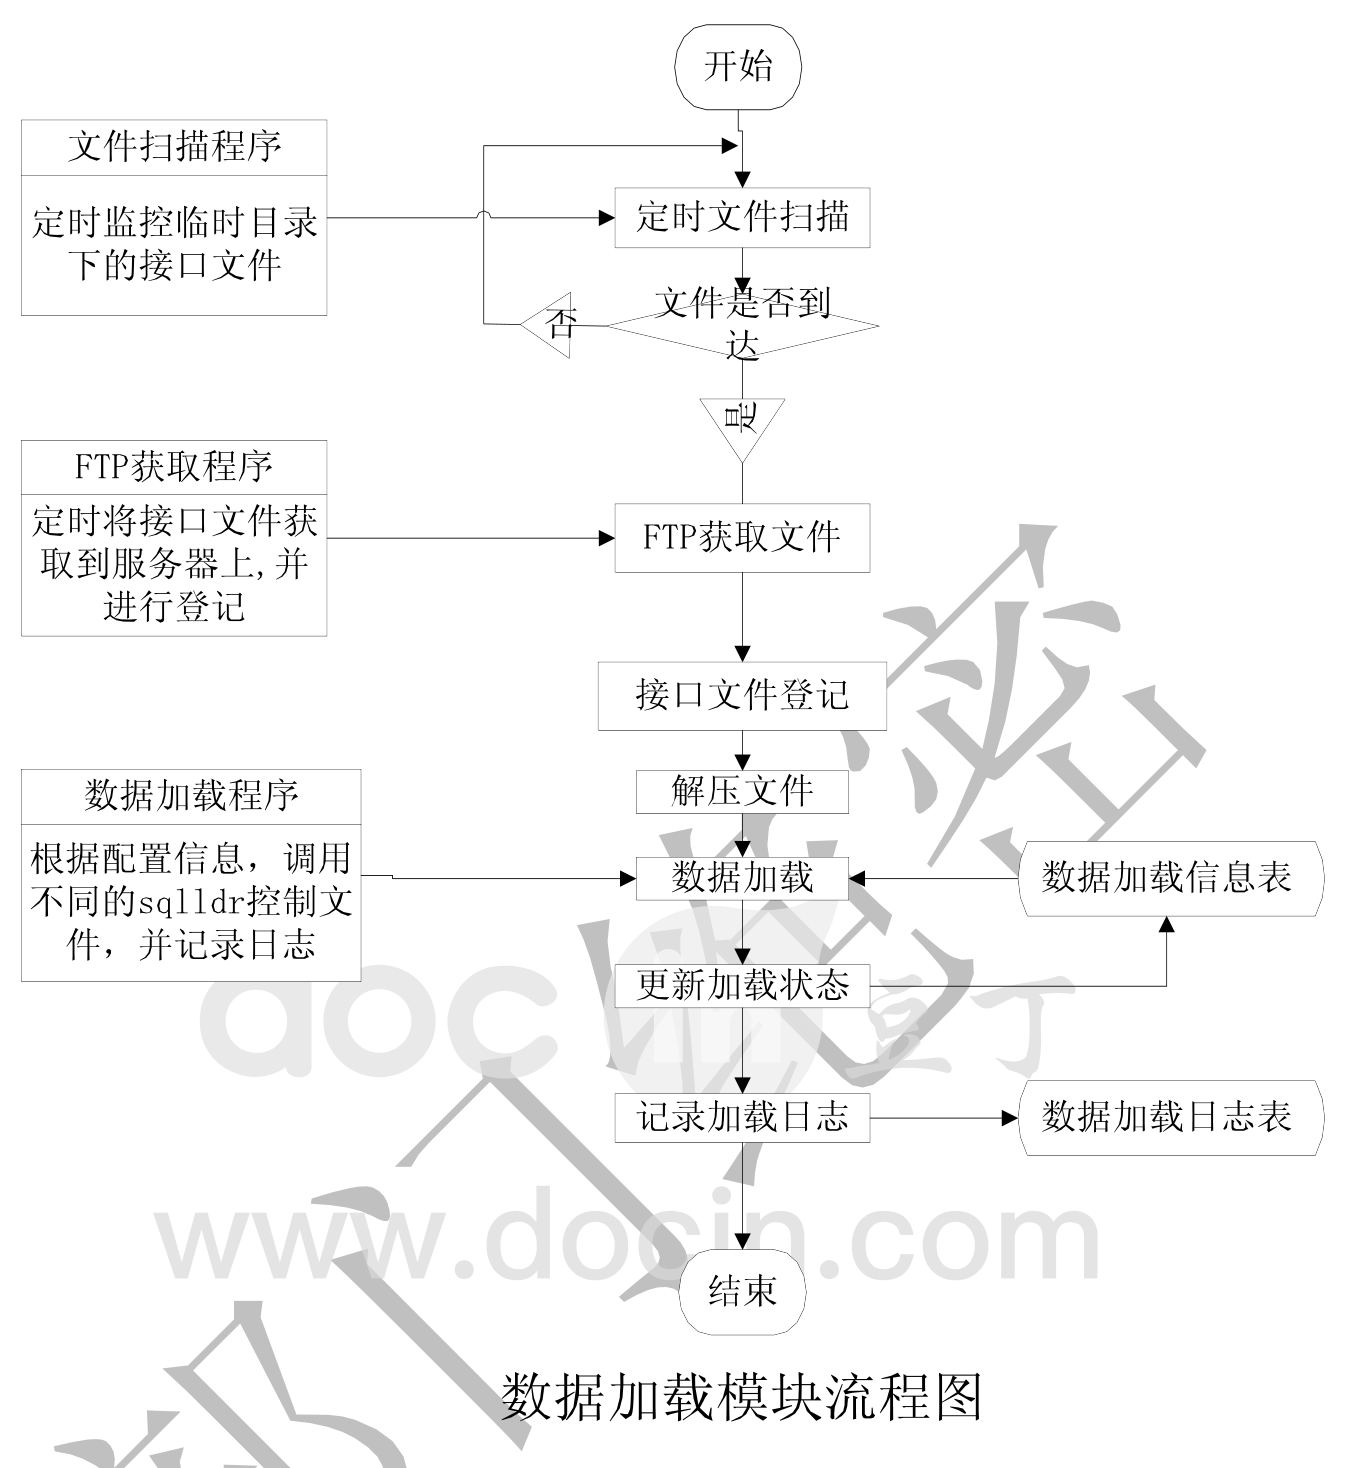 开始
文件扫描程序
定时监控临时目录
下的接口文件
定时文件扫描
文件是否到
达
否
是
FTP获取程序
定时将接口文件获
取到服务器上,并
进行登记
FTP获取文件
接口文件登记
解压文件
数据加载程序
根据配置信息，调用
不同的sqlldr控制文
件，并记录日志
数据加载
数据加载信息表
更新加载状态
记录加载日志
数据加载日志表
结束
数据加载模块流程图
docin 豆丁
www.docin.com